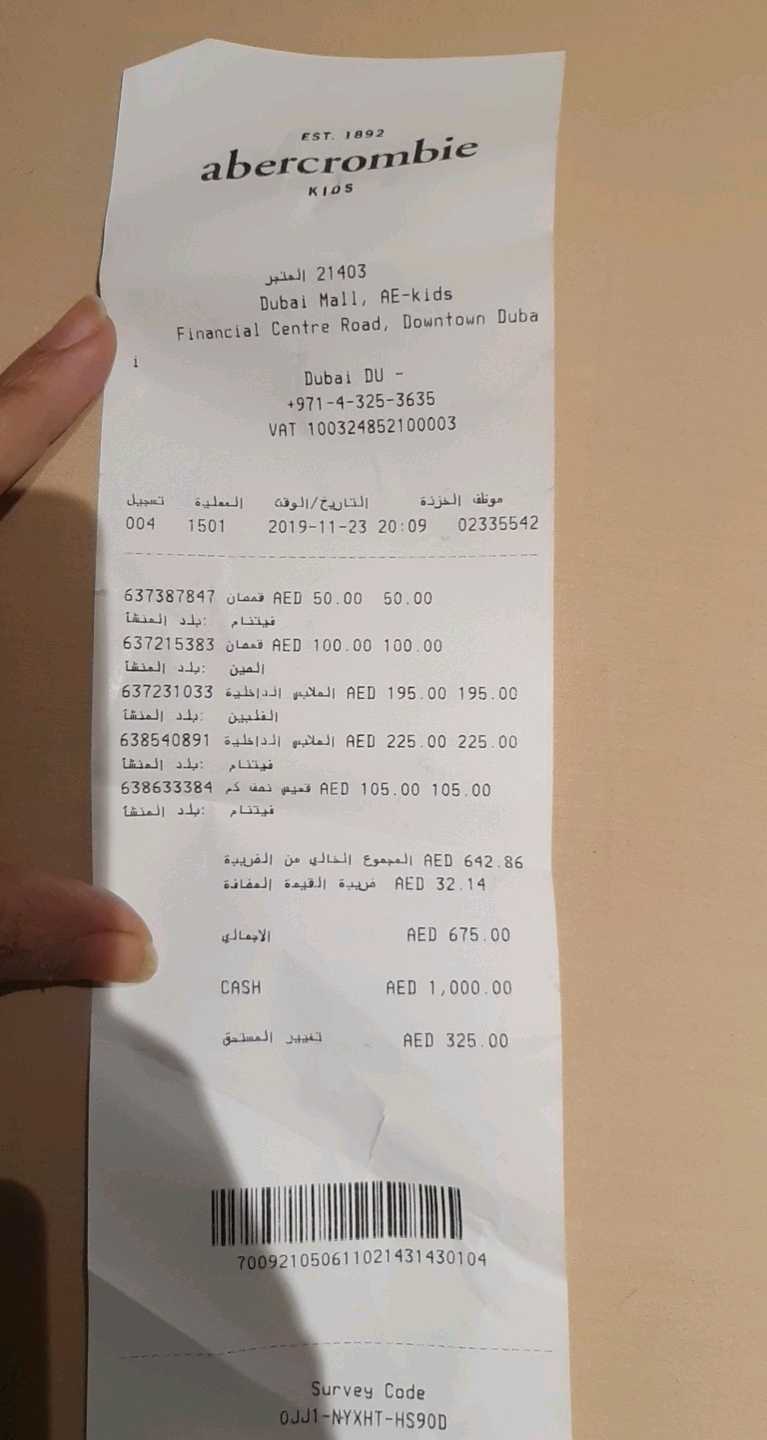 EST. 1892
abercrombie
KIDS
المتجر 21403
Dubai Mall, AE-kids
Financial Centre Road, Downtown Duba
i
Dubai DU -
+971-4-325-3635
VAT 100324852100003
تسجيل العملية التاريخ/الوقت موظف الخزنة
004 1501 2019-11-23 20:09 02335542
637387847 قمصان AED 50.00 50.00
بلد المنشأ: فيتنام
637215383 قمصان AED 100.00 100.00
بلد المنشأ: الصين
637231033 الملابس الداخلية AED 195.00 195.00
بلد المنشأ: الفلبين
638540891 الملابس الداخلية AED 225.00 225.00
بلد المنشأ: فيتنام
638633384 قميص نصف كم AED 105.00 105.00
بلد المنشأ: فيتنام
المجموع الخالي من الضريبة AED 642.86
ضريبة القيمة المضافة AED 32.14
الاجمالي AED 675.00
CASH AED 1,000.00
تغيير المستحق AED 325.00
700921050611021431430104
Survey Code
0JJ1-NYXHT-HS90D